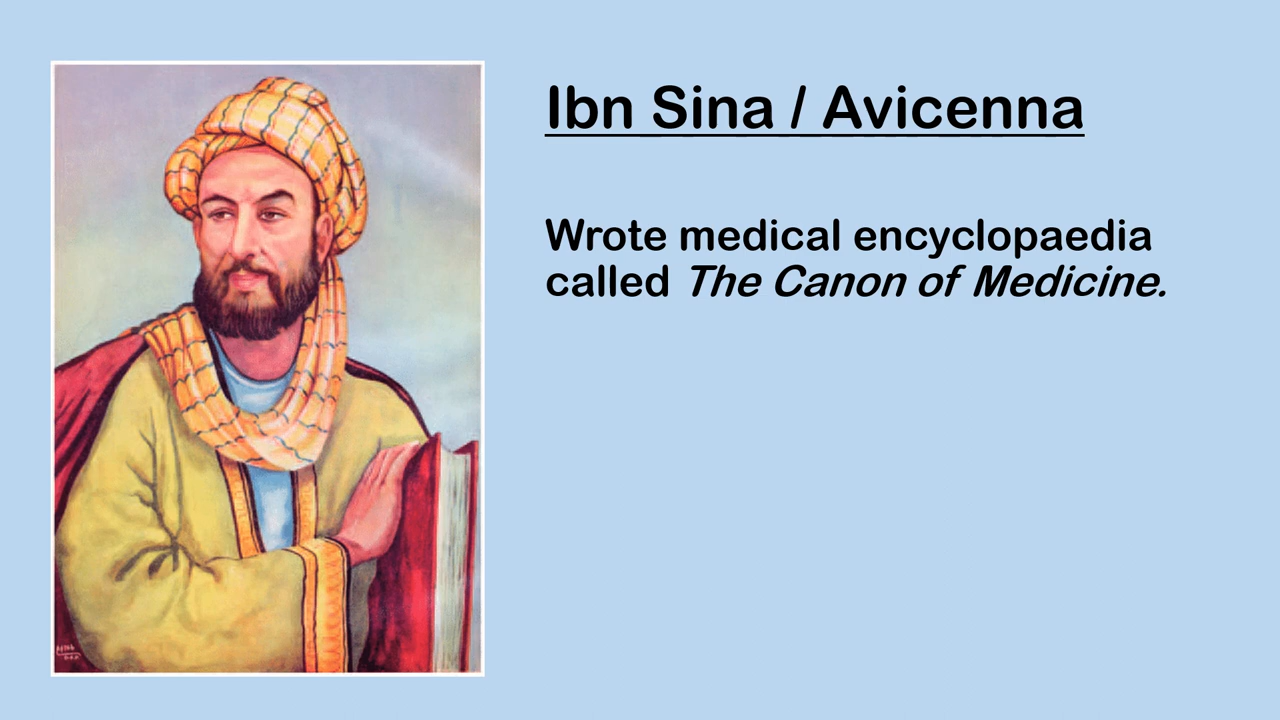 Ibn Sina / Avicenna
Wrote medical encyclopaedia
called The Canon of Medicine.